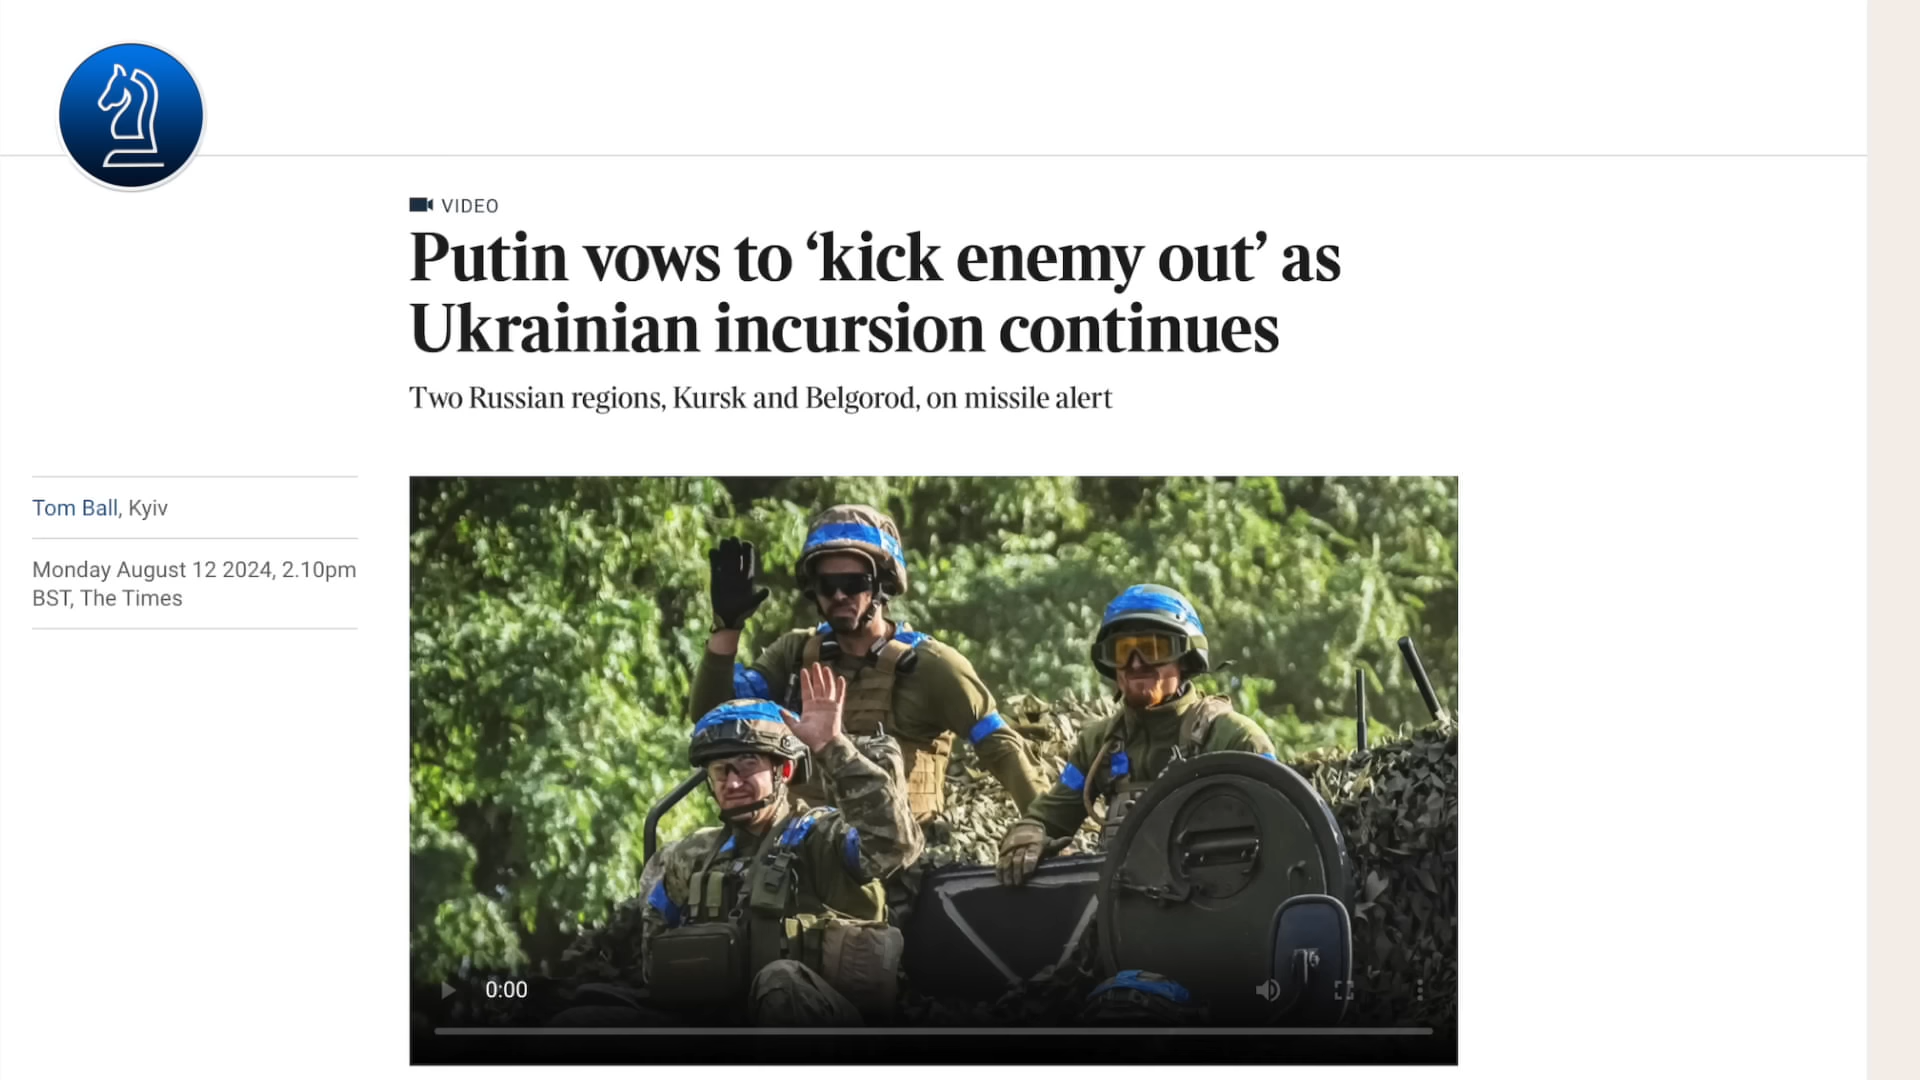 VIDEO
Putin vows to ‘kick enemy out’ as
Ukrainian incursion continues
Two Russian regions, Kursk and Belgorod, on missile alert
Tom Ball, Kyiv
Monday August 12 2024, 2.10pm
BST, The Times
0:00